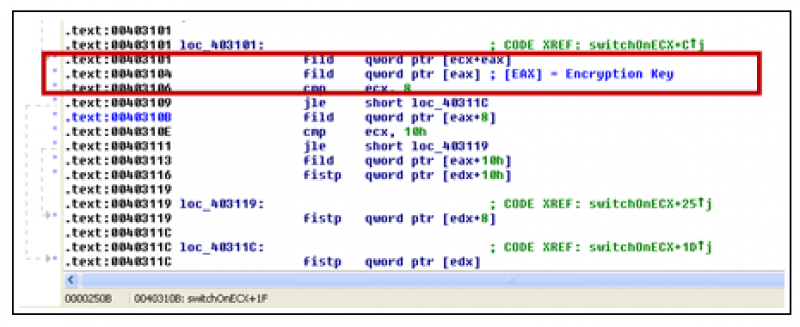 .text:00403101
.text:00403101 loc_403101: ; CODE XREF: switchOnECX+C↑j
.text:00403101 fild qword ptr [ecx+eax]
.text:00403104 fild qword ptr [eax] ; [EAX] = Encryption Key
.text:00403106 cmp ecx, 8
.text:00403109 jle short loc_40311C
.text:0040310B fild qword ptr [eax+8]
.text:0040310E cmp ecx, 10h
.text:00403111 jle short loc_403119
.text:00403113 fild qword ptr [eax+10h]
.text:00403116 fistp qword ptr [edx+10h]
.text:00403119
.text:00403119 loc_403119: ; CODE XREF: switchOnECX+25↑j
.text:00403119 fistp qword ptr [edx+8]
.text:0040311C
.text:0040311C loc_40311C: ; CODE XREF: switchOnECX+1D↑j
.text:0040311C fistp qword ptr [edx]
0000250B 0040310B: switchOnECX+1F